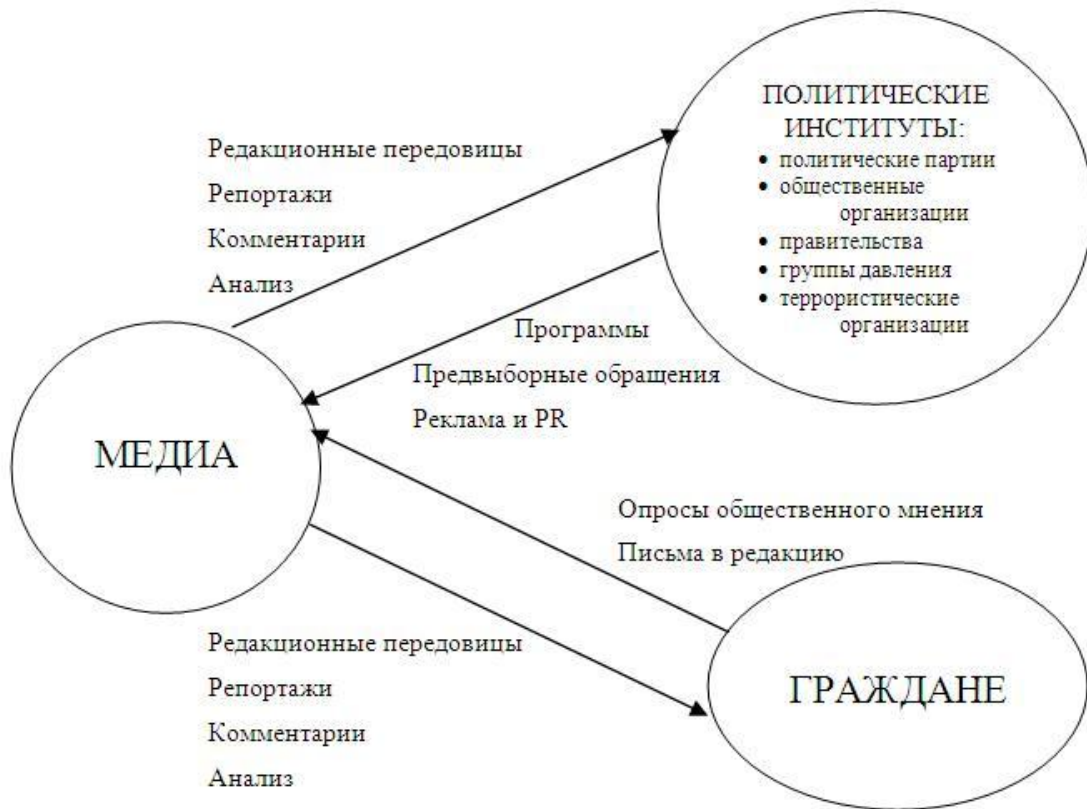 ПОЛИТИЧЕСКИЕ
ИНСТИТУТЫ:
• политические партии
• общественные
организации
• правительства
• группы давления
• террористические
организации
Редакционные передовицы
Репортажи
Комментарии
Анализ
Программы
Предвыборные обращения
Реклама и PR
МЕДИА
Опросы общественного мнения
Письма в редакцию
ГРАЖДАНЕ
Редакционные передовицы
Репортажи
Комментарии
Анализ